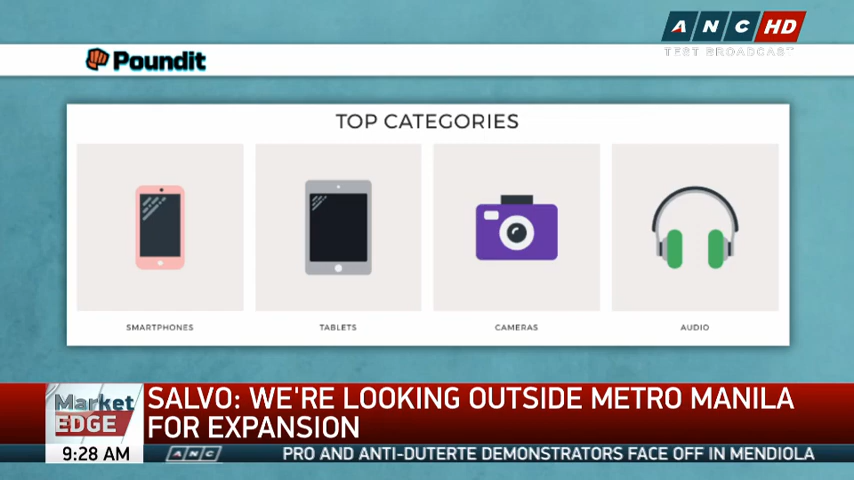 ANC HD
TEST BROADCAST
Poundit
TOP CATEGORIES
SMARTPHONES
TABLETS
CAMERAS
AUDIO
Market
EDGE
SALVO: WE'RE LOOKING OUTSIDE METRO MANILA
FOR EXPANSION
9:28 AM
ANC
PRO AND ANTI-DUTERTE DEMONSTRATORS FACE OFF IN MENDIOLA